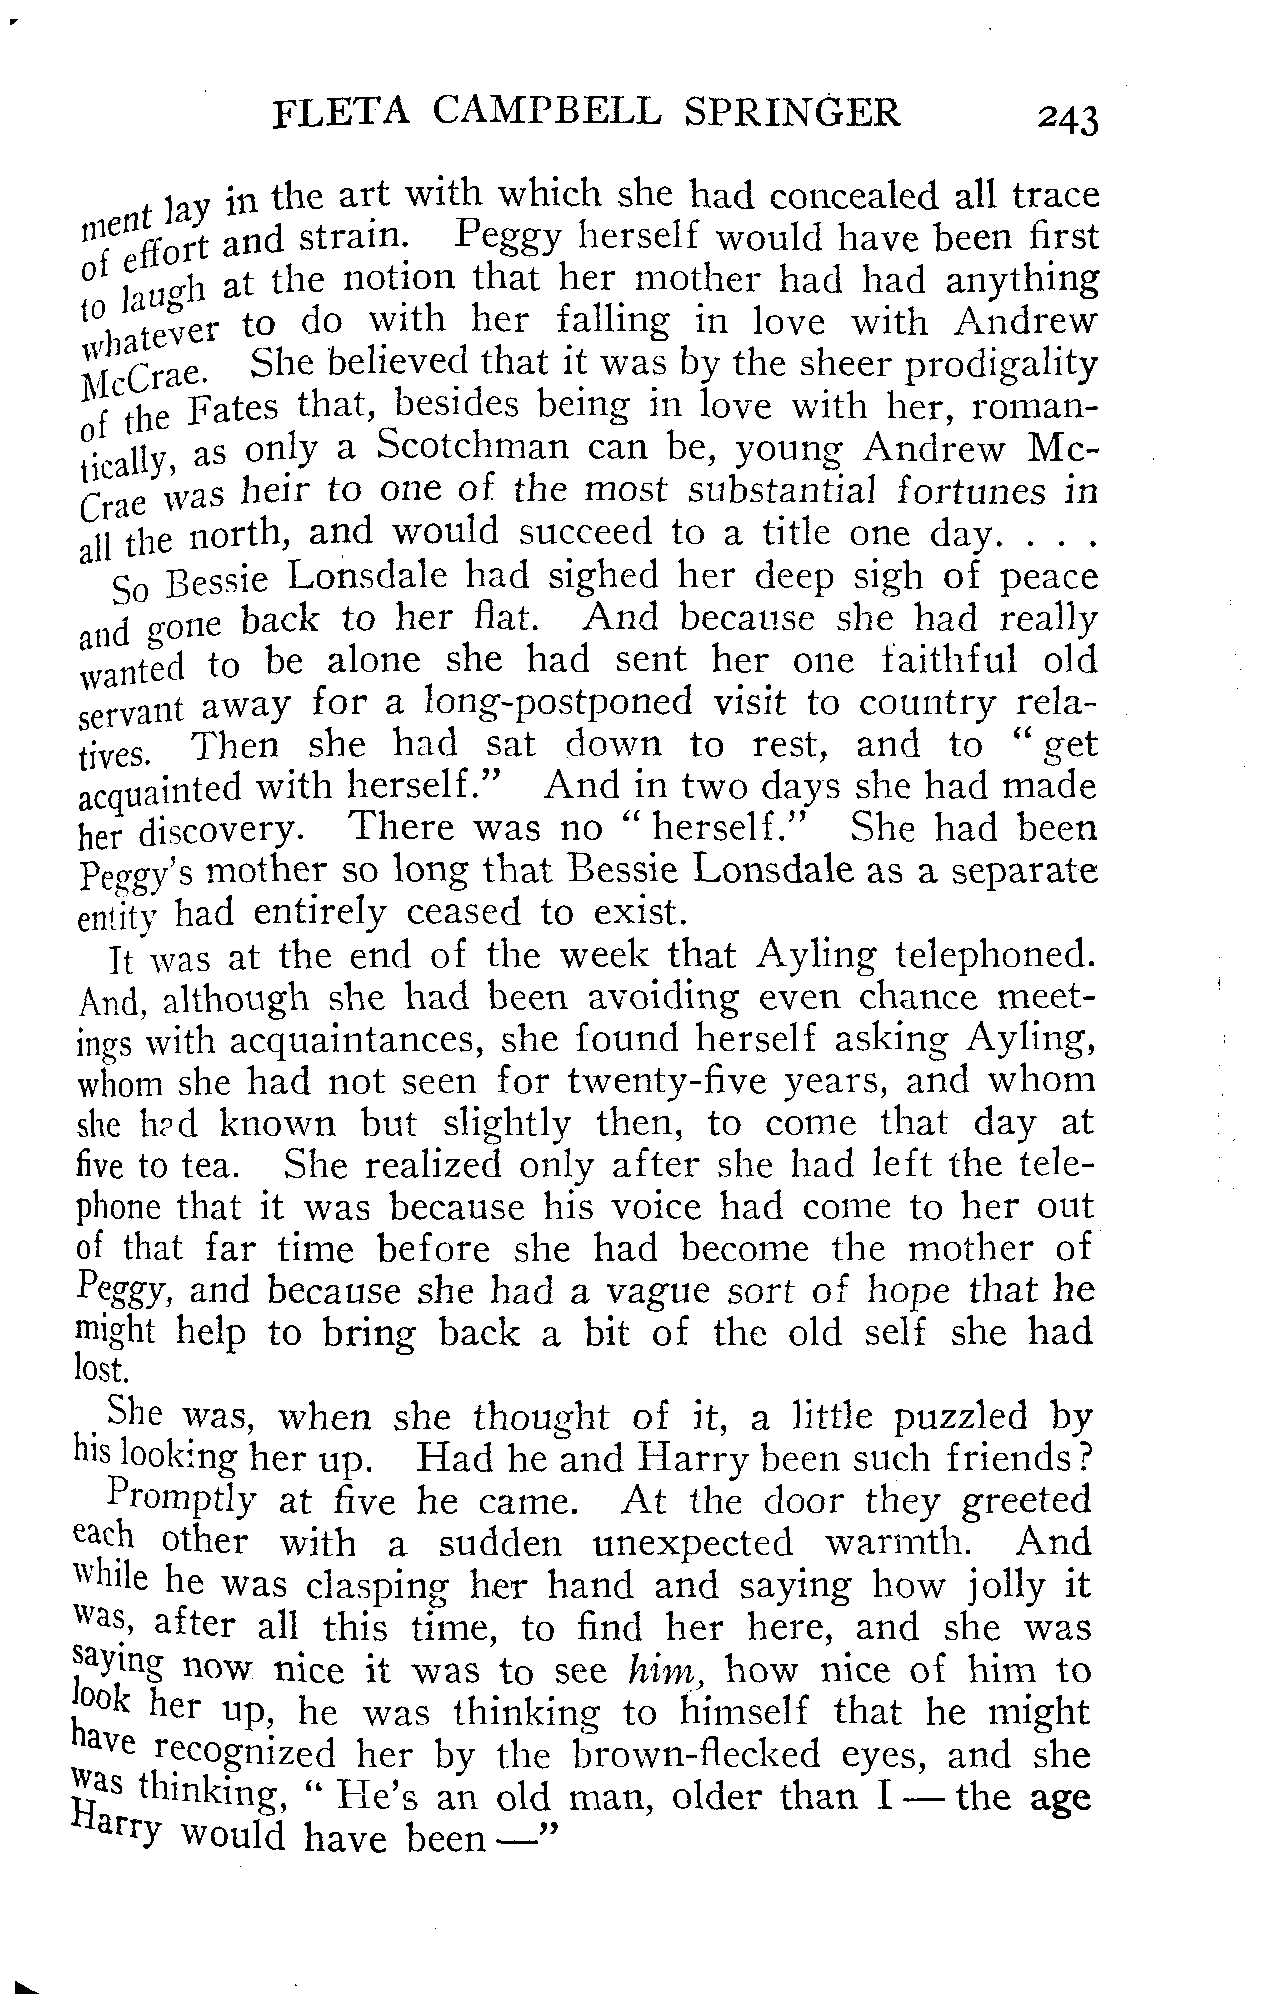 FLETA CAMPBELL SPRINGER 243
ment lay in the art with which she had concealed all trace
of effort and strain. Peggy herself would have been first
to laugh at the notion that her mother had had anything
whatever to do with her falling in love with Andrew
McCrae. She believed that it was by the sheer prodigality
of the Fates that, besides being in love with her, roman-
tically, as only a Scotchman can be, young Andrew Mc-
Crae was heir to one of the most substantial fortunes in
all the north, and would succeed to a title one day. . . .
So Bessie Lonsdale had sighed her deep sigh of peace
and gone back to her flat. And because she had really
wanted to be alone she had sent her one faithful old
servant away for a long-postponed visit to country rela-
tives. Then she had sat down to rest, and to “ get
acquainted with herself.” And in two days she had made
her discovery. There was no “ herself.” She had been
Peggy's mother so long that Bessie Lonsdale as a separate
entity had entirely ceased to exist.
It was at the end of the week that Ayling telephoned.
And, although she had been avoiding even chance meet-
ings with acquaintances, she found herself asking Ayling,
whom she had not seen for twenty-five years, and whom
she had known but slightly then, to come that day at
five to tea. She realized only after she had left the tele-
phone that it was because his voice had come to her out
of that far time before she had become the mother of
Peggy, and because she had a vague sort of hope that he
might help to bring back a bit of the old self she had
lost.
She was, when she thought of it, a little puzzled by
his looking her up. Had he and Harry been such friends?
Promptly at five he came. At the door they greeted
each other with a sudden unexpected warmth. And
while he was clasping her hand and saying how jolly it
was, after all this time, to find her here, and she was
saying now nice it was to see him, how nice of him to
look her up, he was thinking to himself that he might
have recognized her by the brown-flecked eyes, and she
was thinking, “ He's an old man, older than I — the age
Harry would have been —”